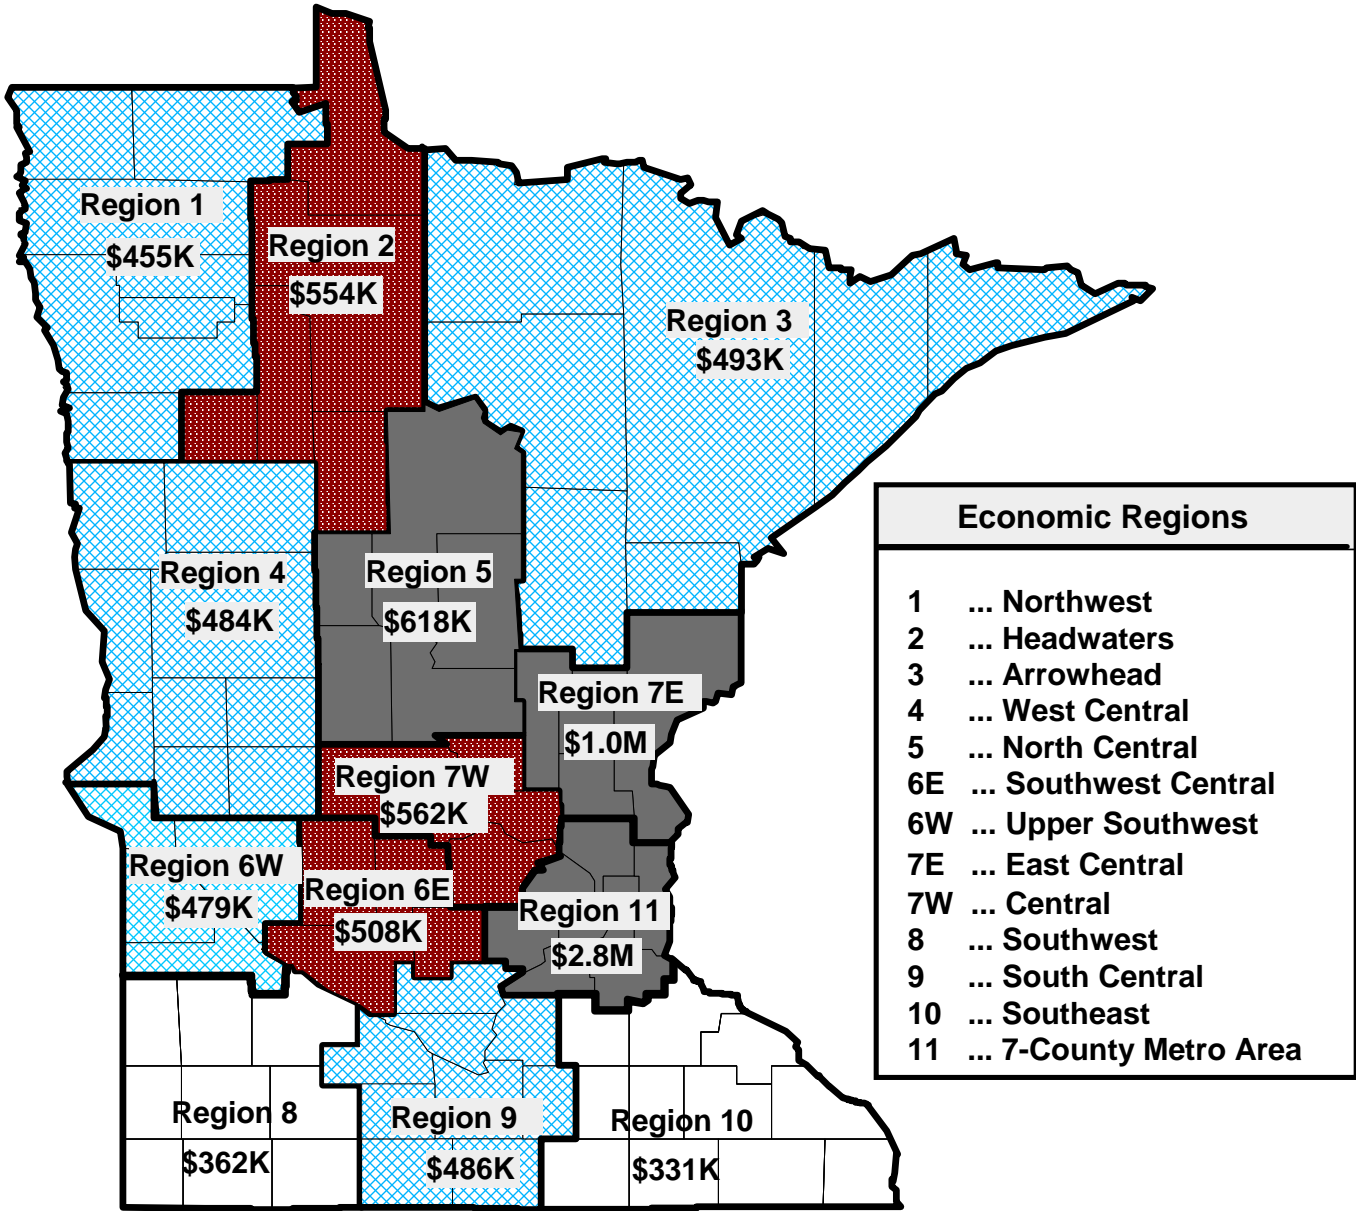 Region 1
$455K
Region 2
$554K
Region 3
$493K
Region 4
$484K
Region 5
$618K
Region 7E
$1.0M
Region 7W
$562K
Region 6W
$479K
Region 6E
$508K
Region 11
$2.8M
Region 8
$362K
Region 9
$486K
Region 10
$331K
Economic Regions
1 ... Northwest
2 ... Headwaters
3 ... Arrowhead
4 ... West Central
5 ... North Central
6E ... Southwest Central
6W ... Upper Southwest
7E ... East Central
7W ... Central
8 ... Southwest
9 ... South Central
10 ... Southeast
11 ... 7-County Metro Area